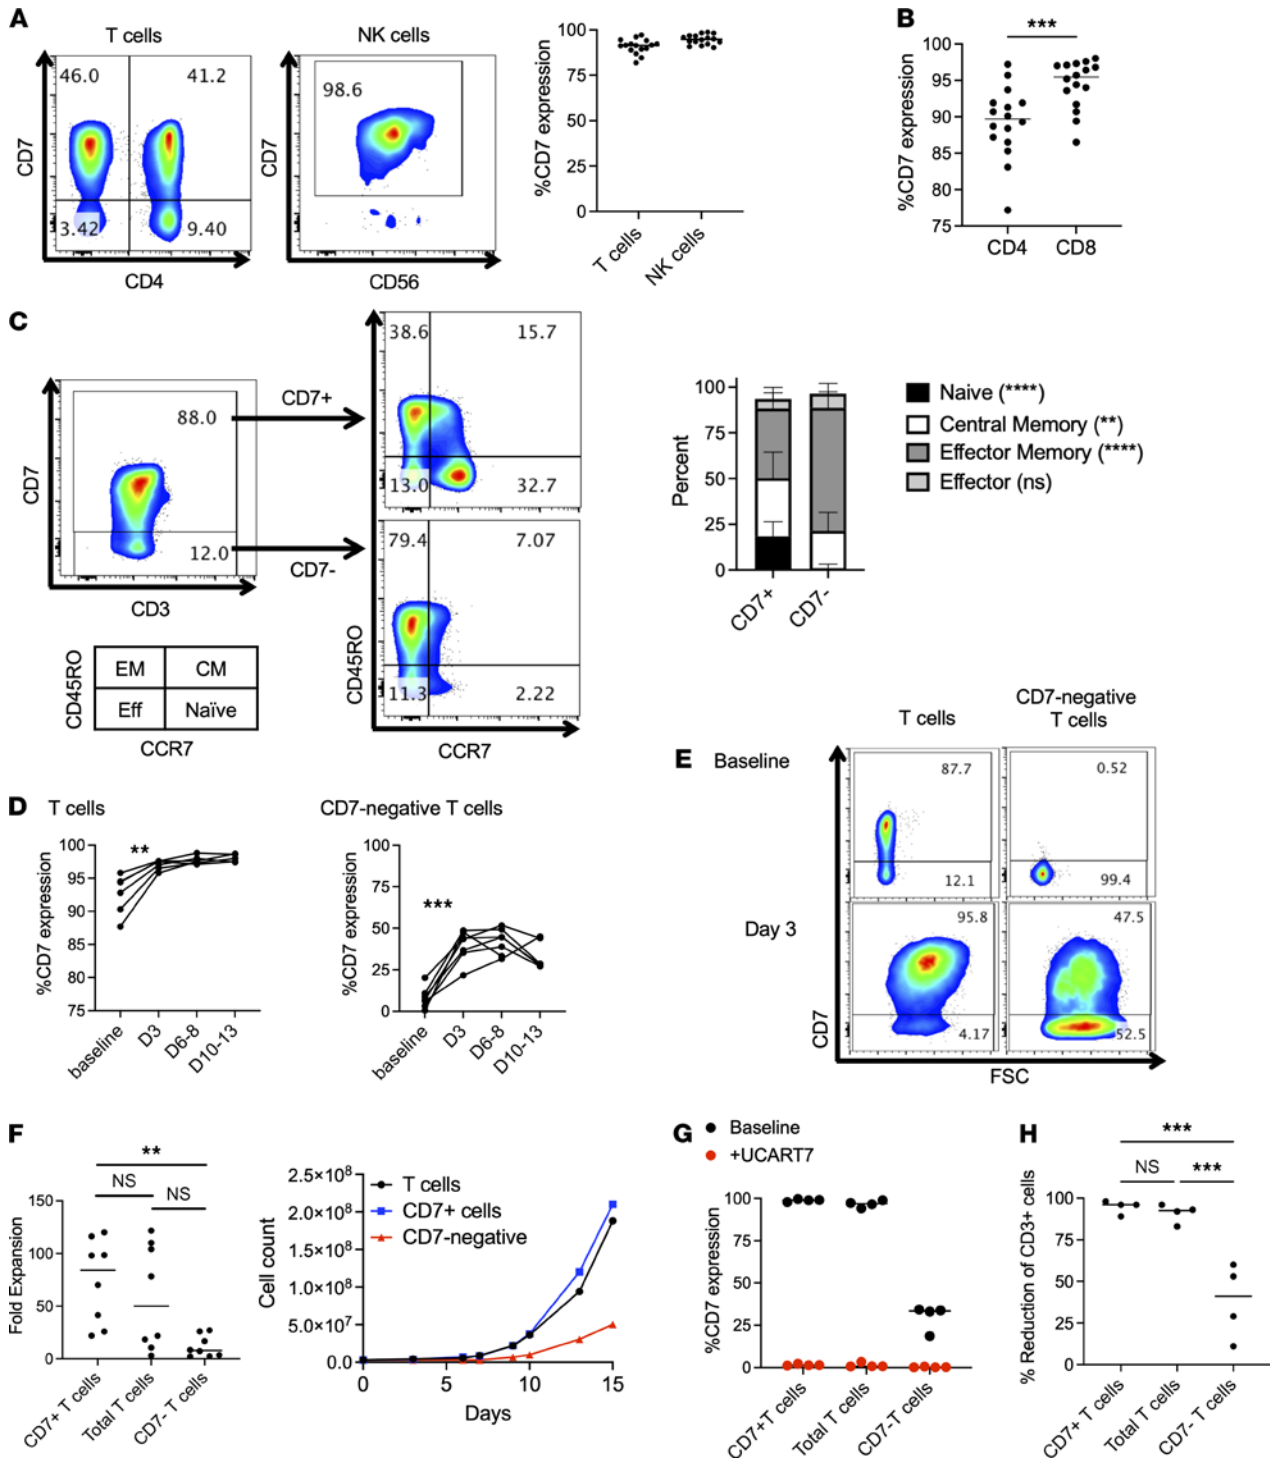 A
T cells
NK cells
46.0
41.2
3.42
9.40
CD7
CD4
98.6
CD7
CD56
%CD7 expression
100
75
50
25
0
T cells
NK cells
B
***
%CD7 expression
100
95
90
85
90
75
CD4
CD8
C
88.0
12.0
CD7
CD3
CD7+
CD7-
38.6
15.7
13.0
32.7
79.4
7.07
11.3
2.22
CD45RO
CCR7
CD45RO
EM
CM
Eff
Naïve
CCR7
Percent
100
75
50
25
0
CD7+
CD7-
Naive (****)
Central Memory (**)
Effector Memory (****)
Effector (ns)
D
T cells
**
%CD7 expression
100
95
90
85
80
75
baseline
D3
D6-8
D10-13
CD7-negative T cells
***
%CD7 expression
100
75
50
25
0
baseline
D3
D6-8
D10-13
E
T cells
CD7-negative
T cells
Baseline
87.7
12.1
0.52
99.4
Day 3
95.8
4.17
47.5
52.5
CD7
FSC
F
**
NS
NS
Fold Expansion
150
100
50
0
CD7+ T cells
Total T cells
CD7- T cells
Cell count
2.5×10⁸
2.0×10⁸
1.5×10⁸
1.0×10⁸
5.0×10⁷
0.0
0
5
10
15
Days
T cells
CD7+ cells
CD7-negative
G
Baseline
+UCART7
%CD7 expression
100
75
50
25
0
CD7+T cells
Total T cells
CD7-T cells
H
***
NS
***
% Reduction of CD3+ cells
100
75
50
25
0
CD7+ T cells
Total T cells
CD7- T cells